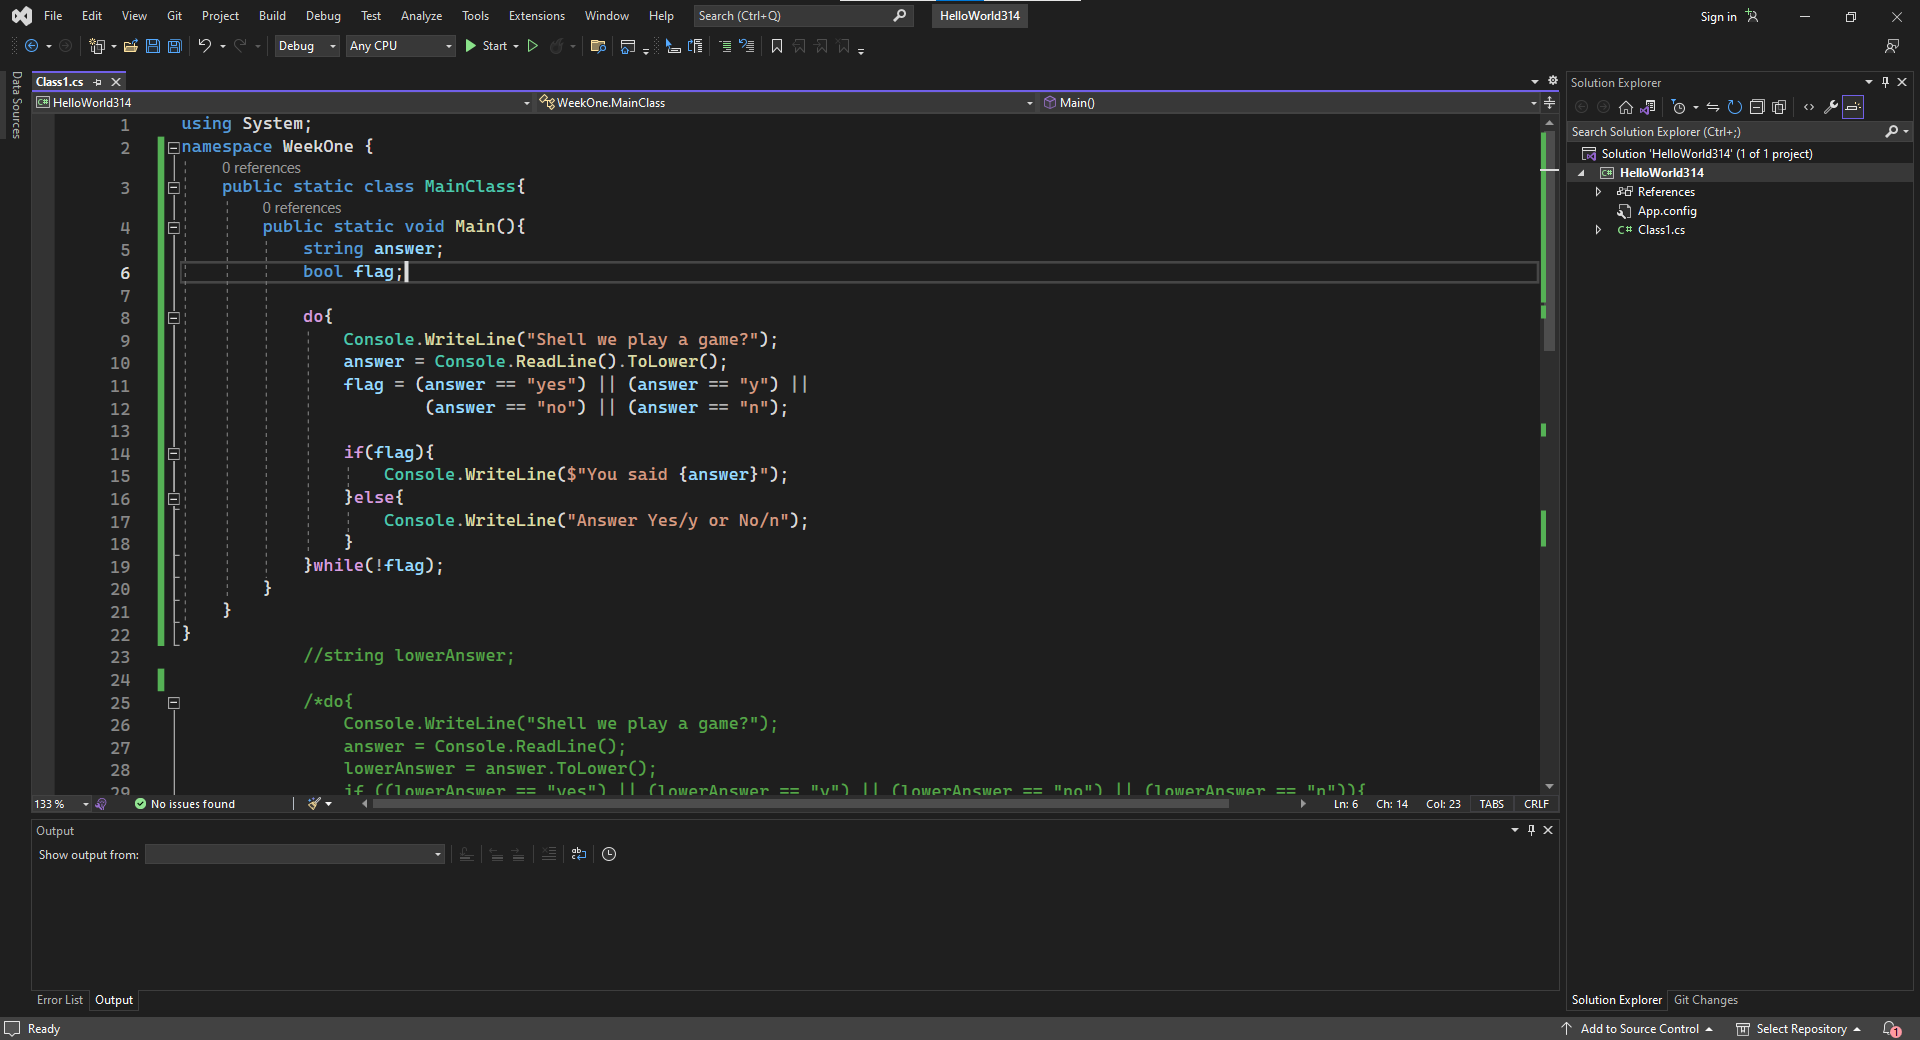 File Edit View Git Project Build Debug Test Analyze Tools Extensions Window Help Search (Ctrl+Q) HelloWorld314 Sign in
Debug Any CPU Start
Data Sources
Class1.cs
HelloWorld314 WeekOne.MainClass Main()
1 using System;
2 namespace WeekOne {
0 references
3 public static class MainClass{
0 references
4 public static void Main(){
5 string answer;
6 bool flag;
7
8 do{
9 Console.WriteLine("Shell we play a game?");
10 answer = Console.ReadLine().ToLower();
11 flag = (answer == "yes") || (answer == "y") ||
12 (answer == "no") || (answer == "n");
13
14 if(flag){
15 Console.WriteLine($"You said {answer}");
16 }else{
17 Console.WriteLine("Answer Yes/y or No/n");
18 }
19 }while(!flag);
20 }
21 }
22 }
23 //string lowerAnswer;
24
25 /*do{
26 Console.WriteLine("Shell we play a game?");
27 answer = Console.ReadLine();
28 lowerAnswer = answer.ToLower();
29 if ((lowerAnswer == "yes") || (lowerAnswer == "y") || (lowerAnswer == "no") || (lowerAnswer == "n")){
133 % No issues found Ln: 6 Ch: 14 Col: 23 TABS CRLF
Output
Show output from:
Error List Output
Solution Explorer
Search Solution Explorer (Ctrl+;)
Solution 'HelloWorld314' (1 of 1 project)
HelloWorld314
References
App.config
C# Class1.cs
Solution Explorer Git Changes
Ready Add to Source Control Select Repository 1